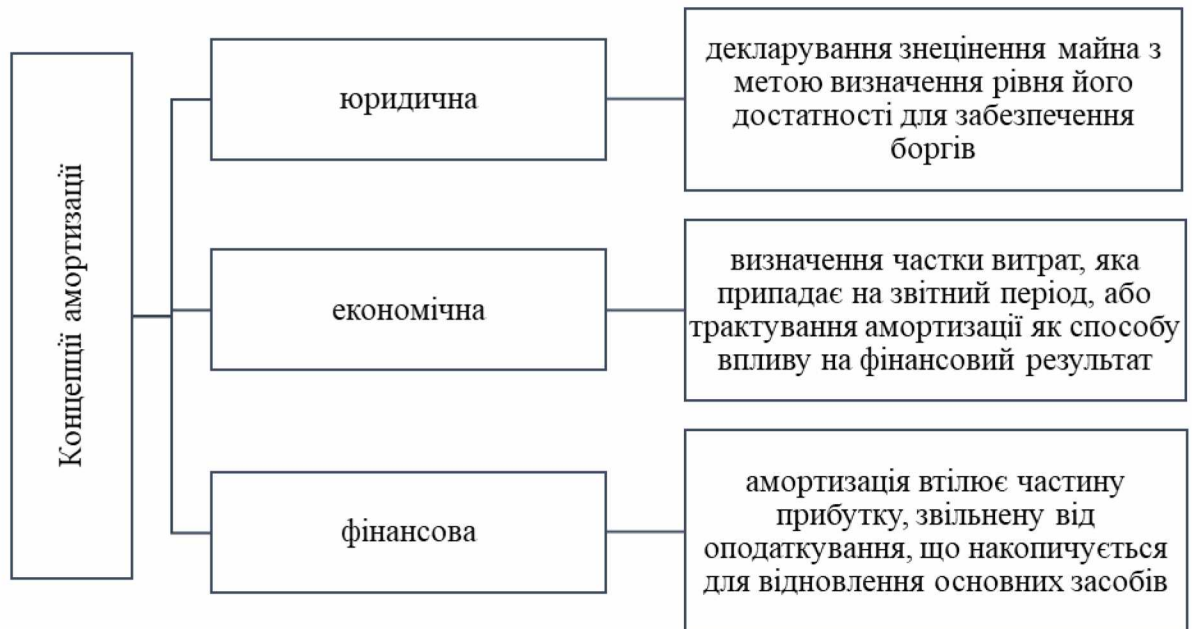 Концепції амортизації
юридична
декларування знецінення майна з
метою визначення рівня його
достатності для забезпечення
боргів
економічна
визначення частки витрат, яка
припадає на звітний період, або
трактування амортизації як способу
впливу на фінансовий результат
фінансова
амортизація втілює частину
прибутку, звільнену від
оподаткування, що накопичується
для відновлення основних засобів